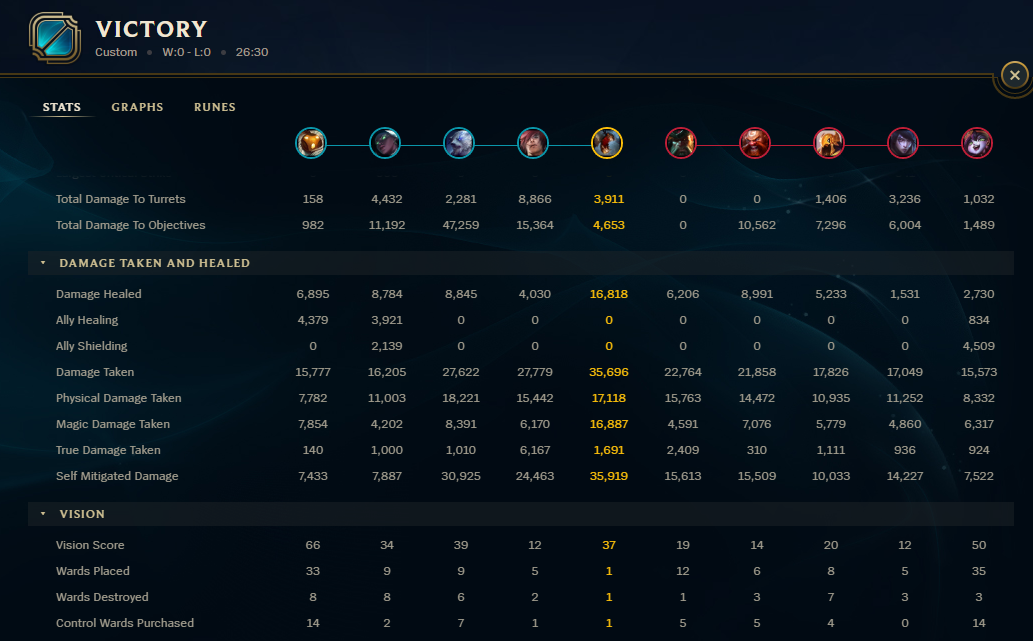 VICTORY
Custom • W:0 - L:0 • 26:30
STATS GRAPHS RUNES
Total Damage To Turrets 158 4,432 2,281 8,866 3,911 0 0 1,406 3,236 1,032
Total Damage To Objectives 982 11,192 47,259 15,364 4,653 0 10,562 7,296 6,004 1,489
DAMAGE TAKEN AND HEALED
Damage Healed 6,895 8,784 8,845 4,030 16,818 6,206 8,991 5,233 1,531 2,730
Ally Healing 4,379 3,921 0 0 0 0 0 0 0 834
Ally Shielding 0 2,139 0 0 0 0 0 0 0 4,509
Damage Taken 15,777 16,205 27,622 27,779 35,696 22,764 21,858 17,826 17,049 15,573
Physical Damage Taken 7,782 11,003 18,221 15,442 17,118 15,763 14,472 10,935 11,252 8,332
Magic Damage Taken 7,854 4,202 8,391 6,170 16,887 4,591 7,076 5,779 4,860 6,317
True Damage Taken 140 1,000 1,010 6,167 1,691 2,409 310 1,111 936 924
Self Mitigated Damage 7,433 7,887 30,925 24,463 35,919 15,613 15,509 10,033 14,227 7,522
VISION
Vision Score 66 34 39 12 37 19 14 20 12 50
Wards Placed 33 9 9 5 1 12 6 8 5 35
Wards Destroyed 8 8 6 2 1 1 3 7 3 3
Control Wards Purchased 14 2 7 1 1 5 5 4 0 14